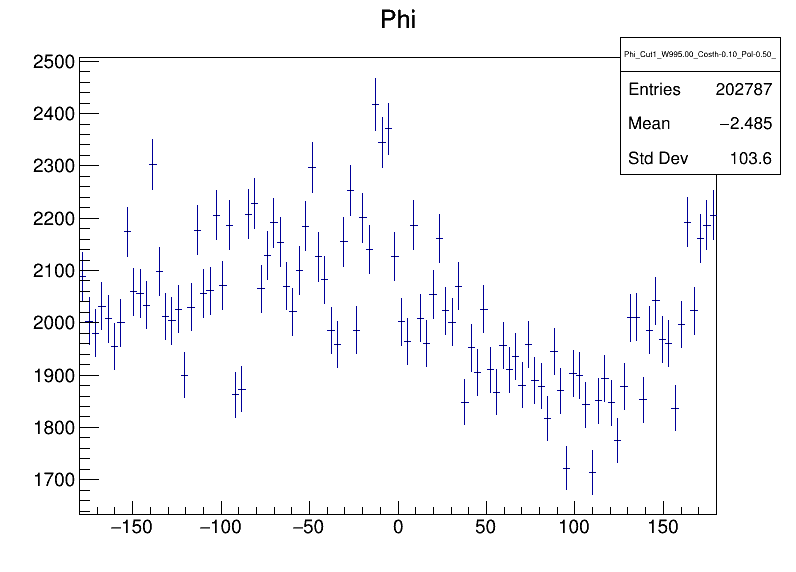 Phi
Phi_Cut1_W995.00_Costh-0.10_Pol-0.50_
Entries 202787
Mean −2.485
Std Dev 103.6
2500
2400
2300
2200
2100
2000
1900
1800
1700
−150 −100 −50 0 50 100 150